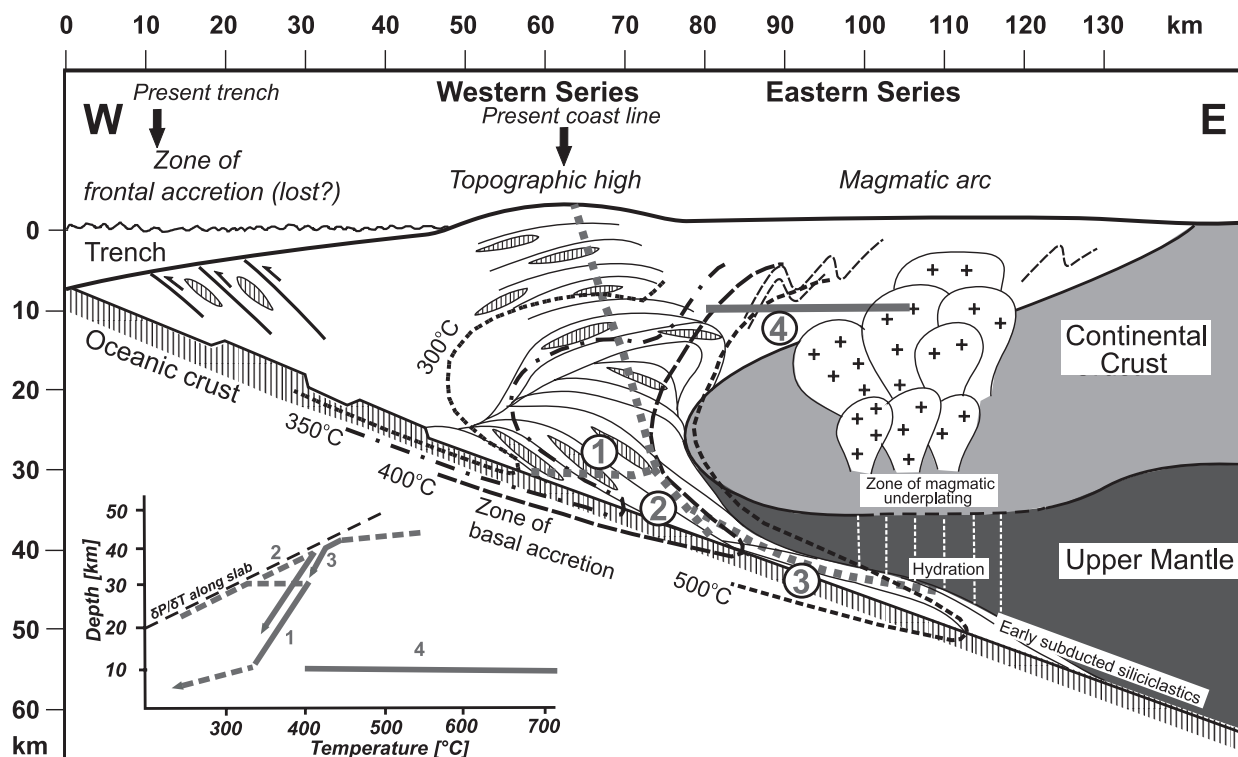 0 10 20 30 40 50 60 70 80 90 100 110 120 130 km
Present trench
Western Series
Eastern Series
W
Present coast line
E
Zone of
frontal accretion (lost?)
Topographic high
Magmatic arc
0
Trench
10
Oceanic crust
300°C
4
Continental
Crust
20
350°C
30
400°C
1
2
Zone of
basal accretion
Zone of magmatic
underplating
40
500°C
3
Hydration
Upper Mantle
50
Early subducted siliciclastics
60
km
50
40
30
20
10
Depth [km]
δP/δT along slab
2
3
1
4
300 400 500 600 700
Temperature [°C]